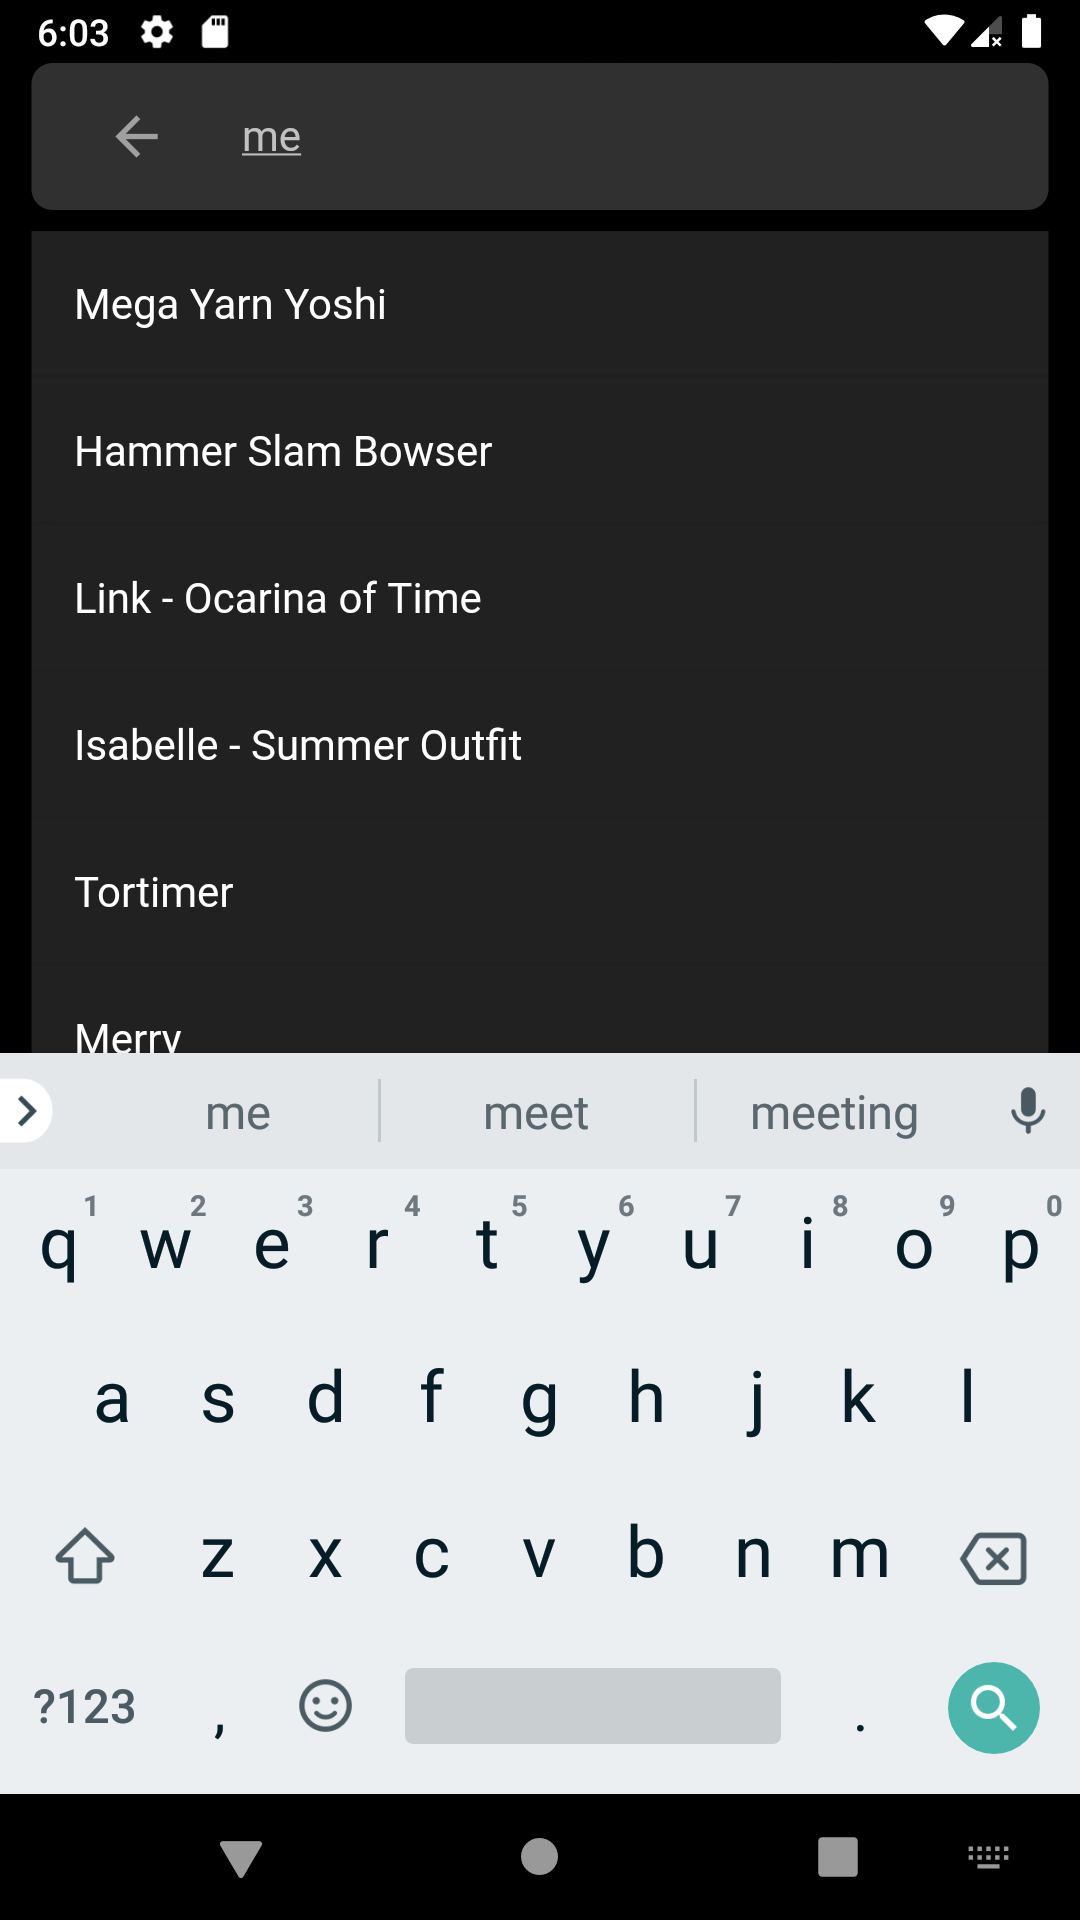 6:03
me
Mega Yarn Yoshi
Hammer Slam Bowser
Link - Ocarina of Time
Isabelle - Summer Outfit
Tortimer
Merry
me meet meeting
1 2 3 4 5 6 7 8 9 0
q w e r t y u i o p
a s d f g h j k l
z x c v b n m
?123 , .